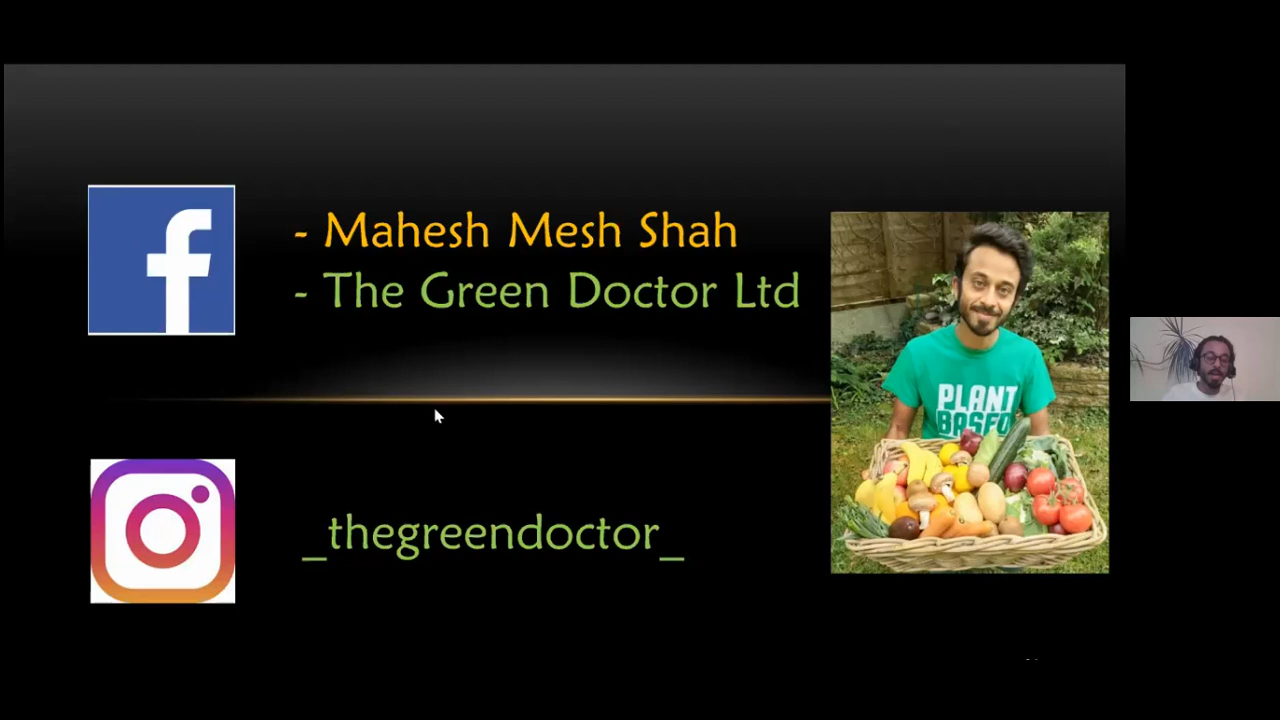 - Mahesh Mesh Shah
- The Green Doctor Ltd
PLANT
BASED
_thegreendoctor_